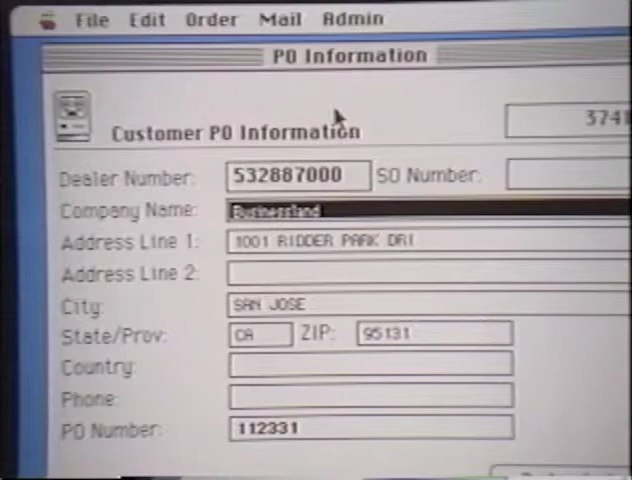 File Edit Order Mail Admin
PO Information
Customer PO Information
Dealer Number: 532887000 SO Number:
Company Name: Businessland
Address Line 1: 1001 RIDDER PARK DRI
Address Line 2:
City: SAN JOSE
State/Prov: CA ZIP: 95131
Country:
Phone:
PO Number: 112331